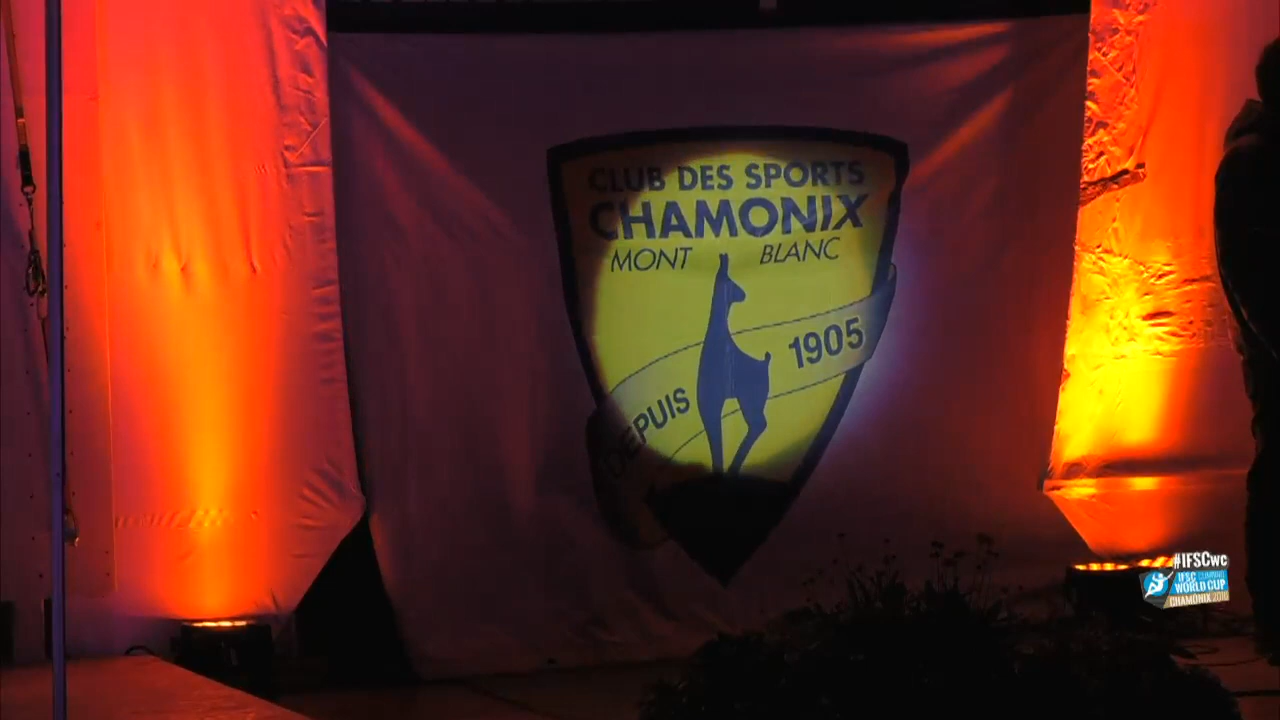 CLUB DES SPORTS
CHAMONIX
MONT BLANC
DEPUIS 1905
#IFSCwc
IFSC CLIMBING
WORLD CUP
CHAMONIX 2016